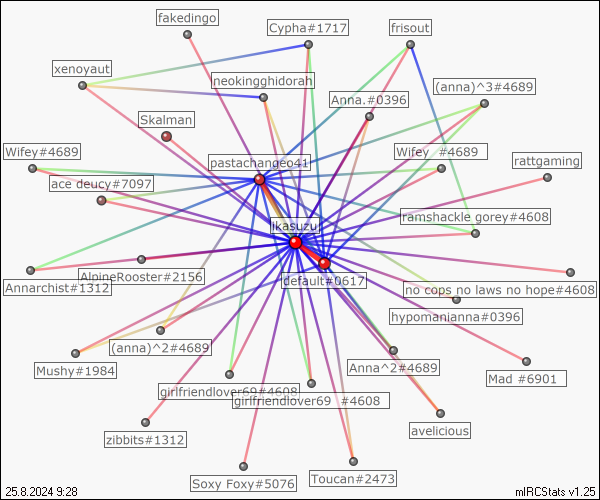 fakedingo
Cypha#1717
frisout
xenoyaut
neokingghidorah
(anna)^3#4689
Anna.#0396
Skalman
Wifey#4689
pastachangeo41
Wifey_#4689
rattgaming
ace deucy#7097
ramshackle gorey#4608
Ikasuzu
AlpineRooster#2156
default#0617
Annarchist#1312
no cops no laws no hope#4608
hypomanianna#0396
(anna)^2#4689
Mushy#1984
Anna^2#4689
Mad_#6901
girlfriendlover69#4608
girlfriendlover69_#4608
avelicious
zibbits#1312
Soxy Foxy#5076
Toucan#2473
25.8.2024 9:28
mIRCStats v1.25